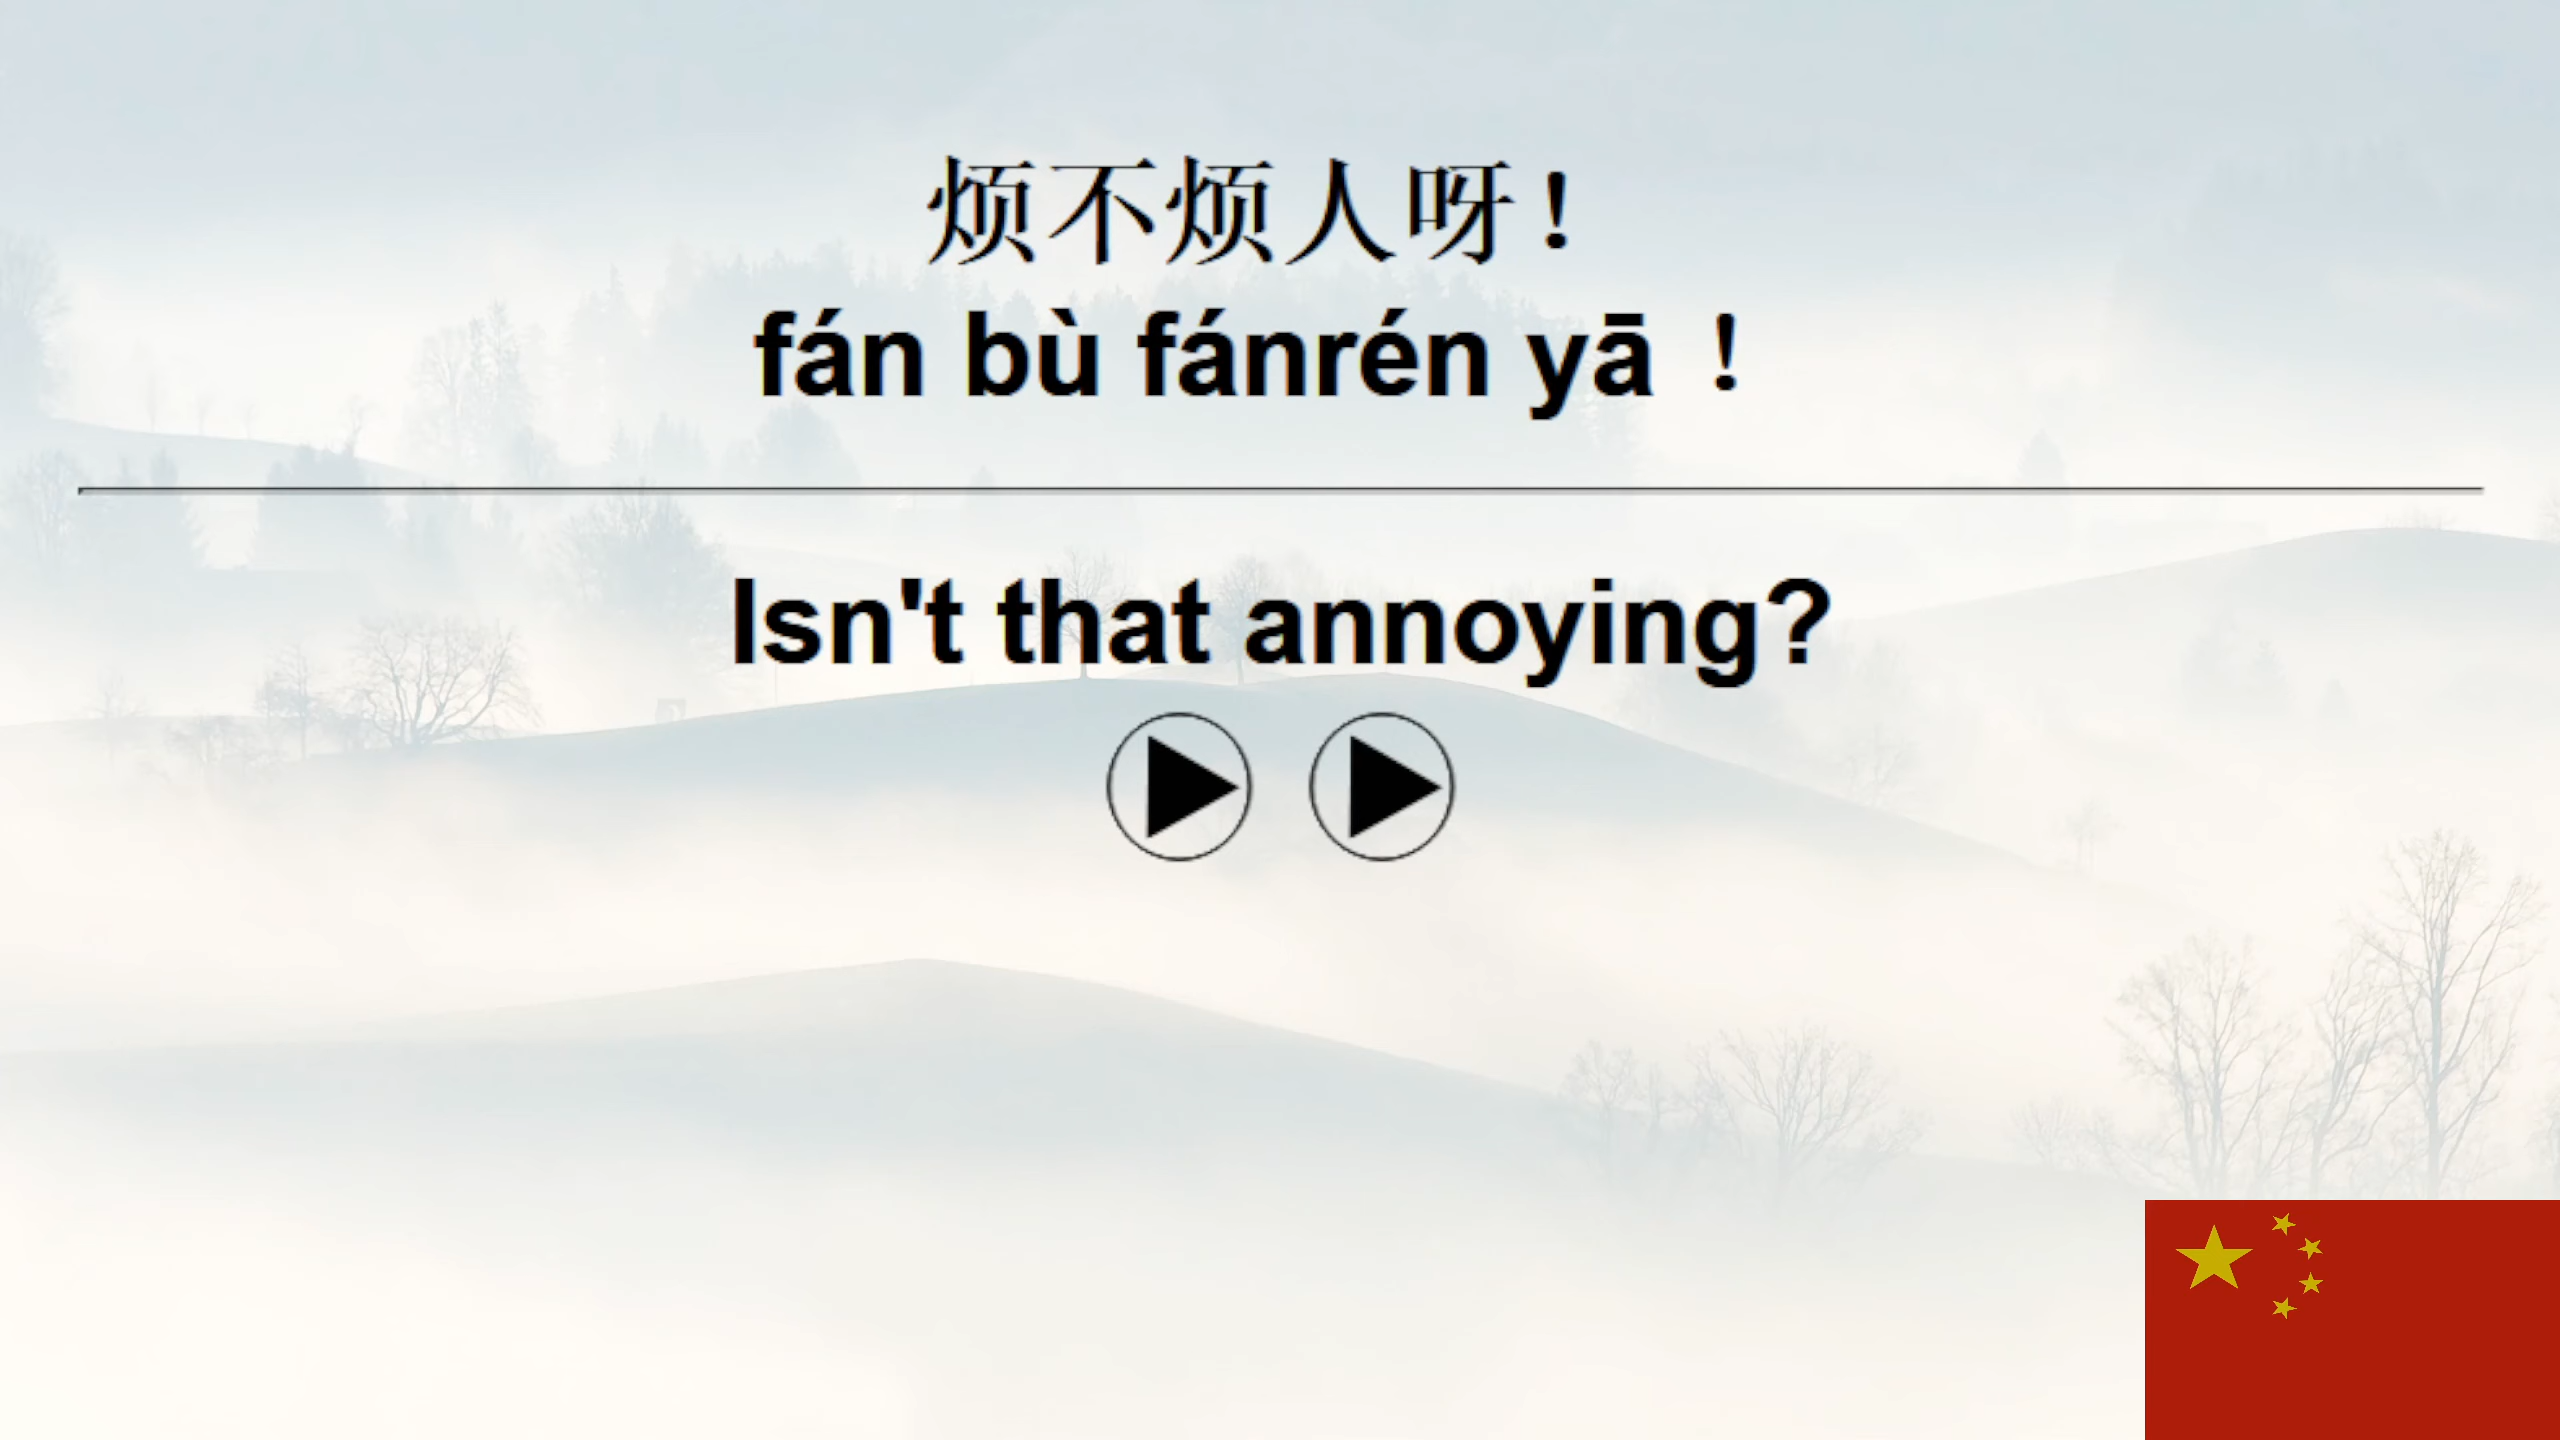 烦不烦人呀！
fán bù fánrén yā ！
Isn't that annoying?